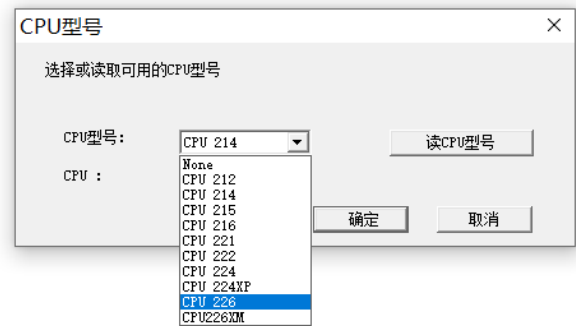 CPU型号
选择或读取可用的CPU型号
CPU型号: CPU 214 读CPU型号
CPU :
None
CPU 212
CPU 214
CPU 215
CPU 216
CPU 221
CPU 222
CPU 224
CPU 224XP
CPU 226
CPU226XM
确定 取消